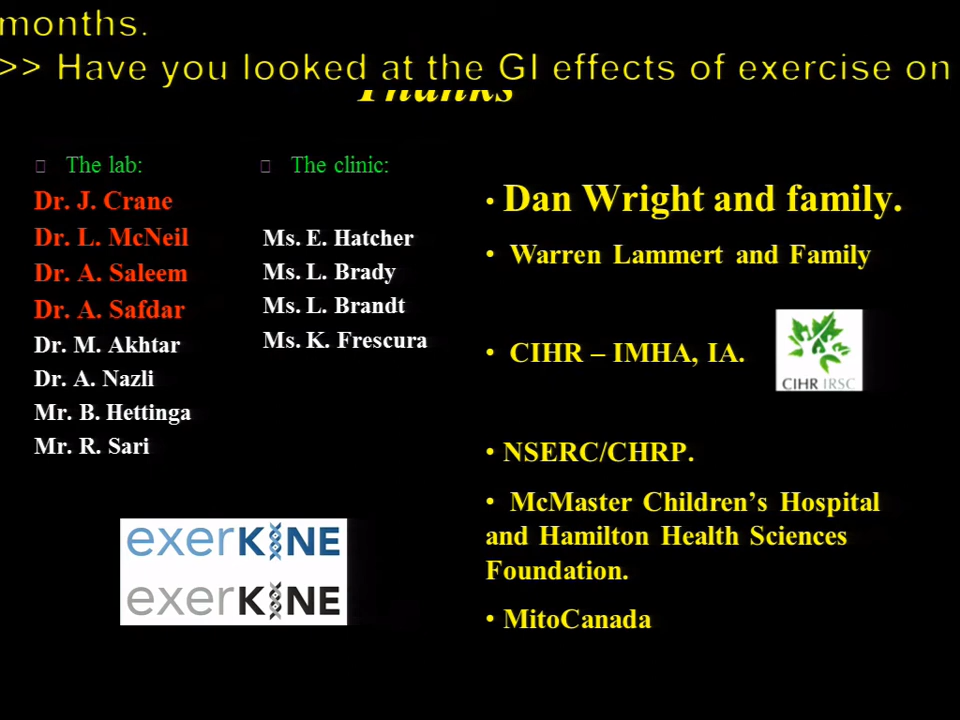 months.
>> Have you looked at the GI effects of exercise on
Thanks
The lab:
Dr. J. Crane
Dr. L. McNeil
Dr. A. Saleem
Dr. A. Safdar
Dr. M. Akhtar
Dr. A. Nazli
Mr. B. Hettinga
Mr. R. Sari
The clinic:
Ms. E. Hatcher
Ms. L. Brady
Ms. L. Brandt
Ms. K. Frescura
• Dan Wright and family.
• Warren Lammert and Family
• CIHR – IMHA, IA.
CIHR IRSC
• NSERC/CHRP.
• McMaster Children’s Hospital
and Hamilton Health Sciences
Foundation.
• MitoCanada
exerKINE
exerKINE